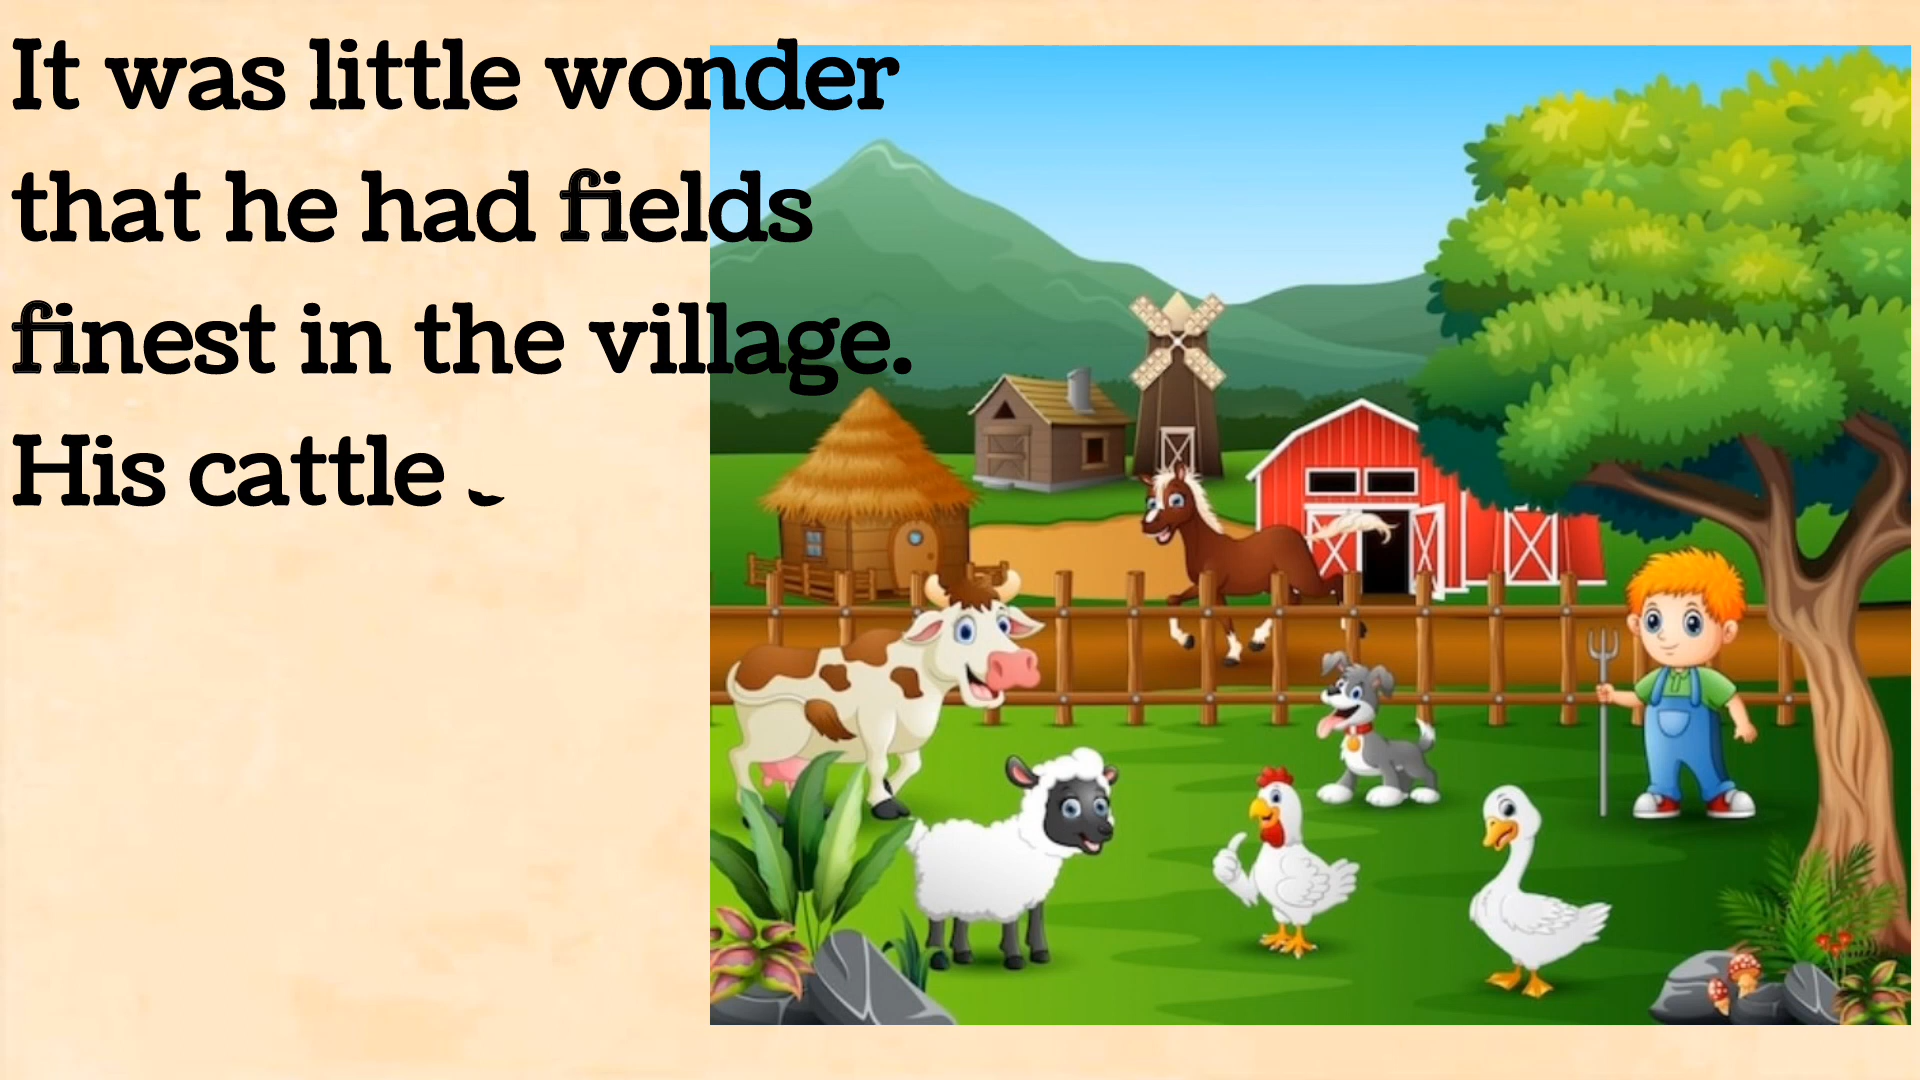 It was little wonder
that he had fields
finest in the village.
His cattle